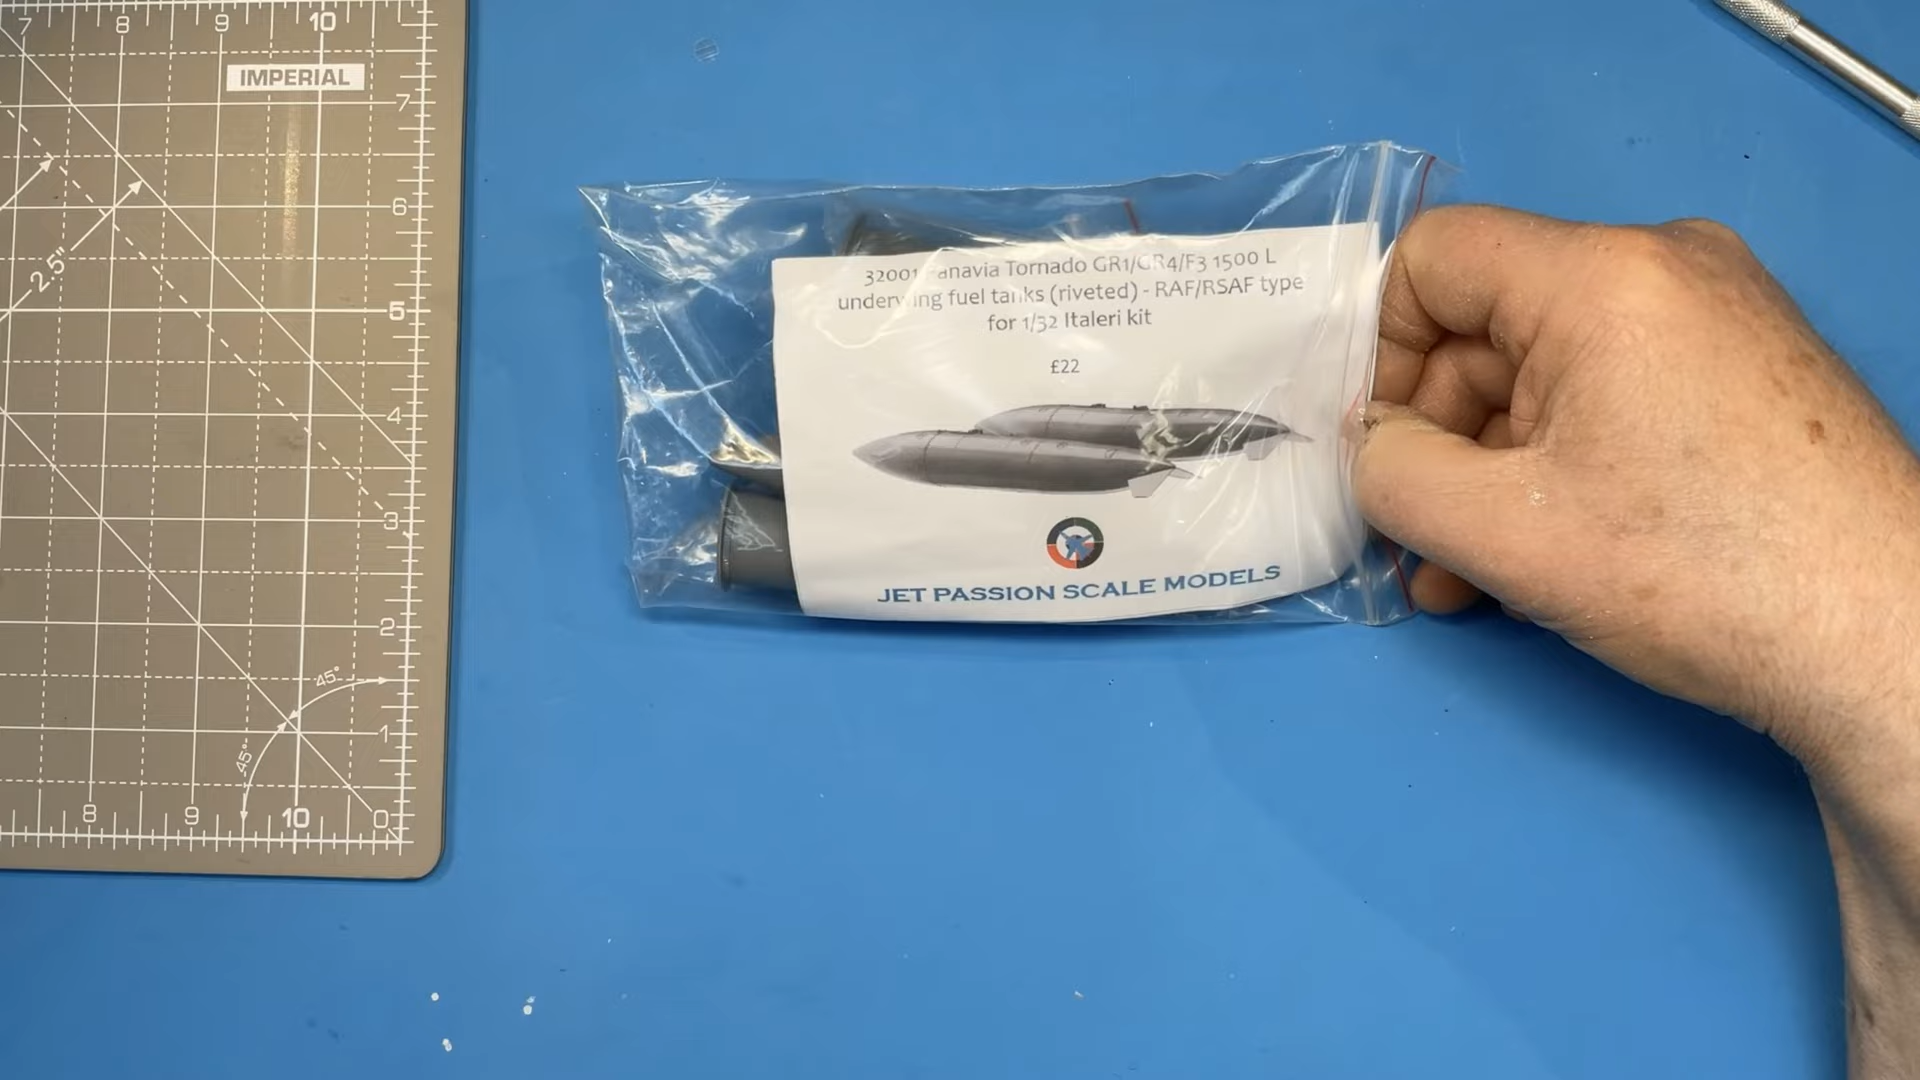 7 8 9 10
IMPERIAL
7
6
2.5"
5
4
3
2
45°
1
45°
8 9 10 0
32001 anavia Tornado GR1/GR4/F3 1500 L
underwing fuel tanks (riveted) - RAF/RSAF type
for 1/32 Italeri kit
£22
JET PASSION SCALE MODELS